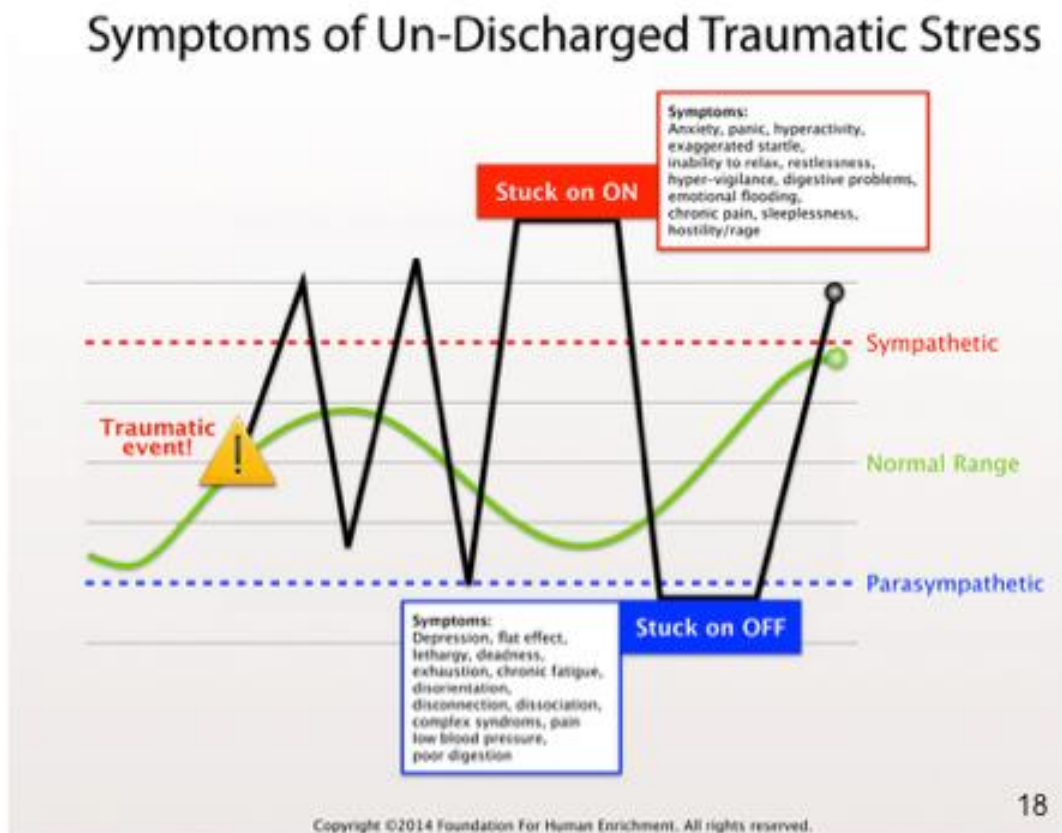 Symptoms of Un-Discharged Traumatic Stress
Symptoms:
Anxiety, panic, hyperactivity,
exaggerated startle,
inability to relax, restlessness,
hyper-vigilance, digestive problems,
emotional flooding,
chronic pain, sleeplessness,
hostility/rage
Stuck on ON
Sympathetic
Traumatic
event!
!
Normal Range
Parasympathetic
Stuck on OFF
Symptoms:
Depression, flat effect,
lethargy, deadness,
exhaustion, chronic fatigue,
disorientation,
disconnection, dissociation,
complex syndroms, pain
low blood pressure,
poor digestion
18
Copyright ©2014 Foundation For Human Enrichment. All rights reserved.